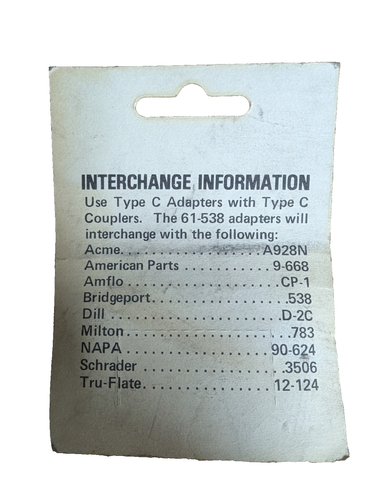 INTERCHANGE INFORMATION
Use Type C Adapters with Type C
Couplers. The 61-538 adapters will
interchange with the following:
Acme. . . . . . . . . . . . . . . . . . A928N
American Parts . . . . . . . . . . . 9-668
Amflo . . . . . . . . . . . . . . . . . . . CP-1
Bridgeport. . . . . . . . . . . . . . . . .538
Dill . . . . . . . . . . . . . . . . . . . . .D-2C
Milton . . . . . . . . . . . . . . . . . . . .783
NAPA . . . . . . . . . . . . . . . . . 90-624
Schrader . . . . . . . . . . . . . . . . .3506
Tru-Flate. . . . . . . . . . . . . . . 12-124